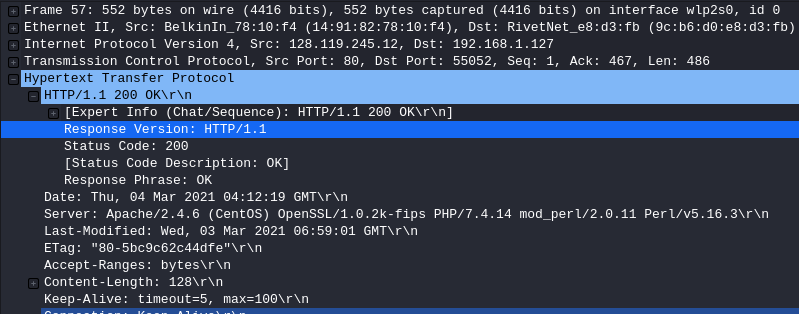 Frame 57: 552 bytes on wire (4416 bits), 552 bytes captured (4416 bits) on interface wlp2s0, id 0
Ethernet II, Src: BelkinIn_78:10:f4 (14:91:82:78:10:f4), Dst: RivetNet_e8:d3:fb (9c:b6:d0:e8:d3:fb)
Internet Protocol Version 4, Src: 128.119.245.12, Dst: 192.168.1.127
Transmission Control Protocol, Src Port: 80, Dst Port: 55052, Seq: 1, Ack: 467, Len: 486
Hypertext Transfer Protocol
HTTP/1.1 200 OK\r\n
[Expert Info (Chat/Sequence): HTTP/1.1 200 OK\r\n]
Response Version: HTTP/1.1
Status Code: 200
[Status Code Description: OK]
Response Phrase: OK
Date: Thu, 04 Mar 2021 04:12:19 GMT\r\n
Server: Apache/2.4.6 (CentOS) OpenSSL/1.0.2k-fips PHP/7.4.14 mod_perl/2.0.11 Perl/v5.16.3\r\n
Last-Modified: Wed, 03 Mar 2021 06:59:01 GMT\r\n
ETag: "80-5bc9c62c44dfe"\r\n
Accept-Ranges: bytes\r\n
Content-Length: 128\r\n
Keep-Alive: timeout=5, max=100\r\n
Connection: Keep-Alive\r\n